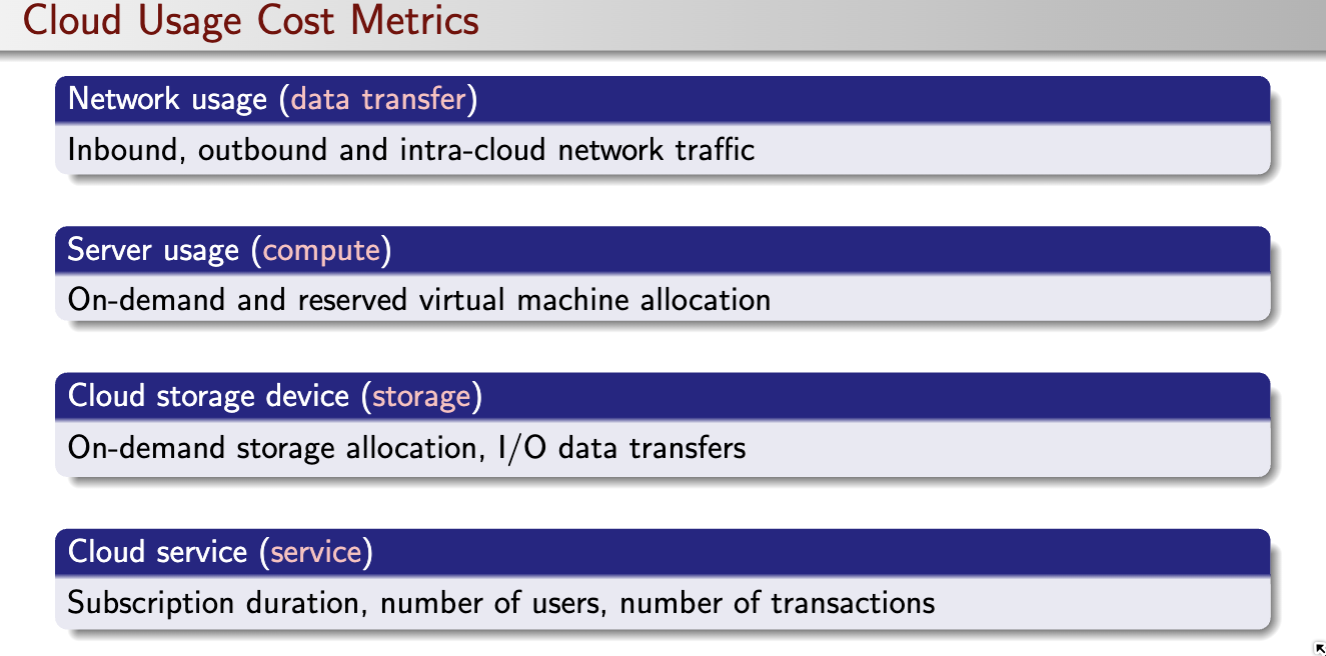 Cloud Usage Cost Metrics
Network usage (data transfer)
Inbound, outbound and intra-cloud network traffic
Server usage (compute)
On-demand and reserved virtual machine allocation
Cloud storage device (storage)
On-demand storage allocation, I/O data transfers
Cloud service (service)
Subscription duration, number of users, number of transactions